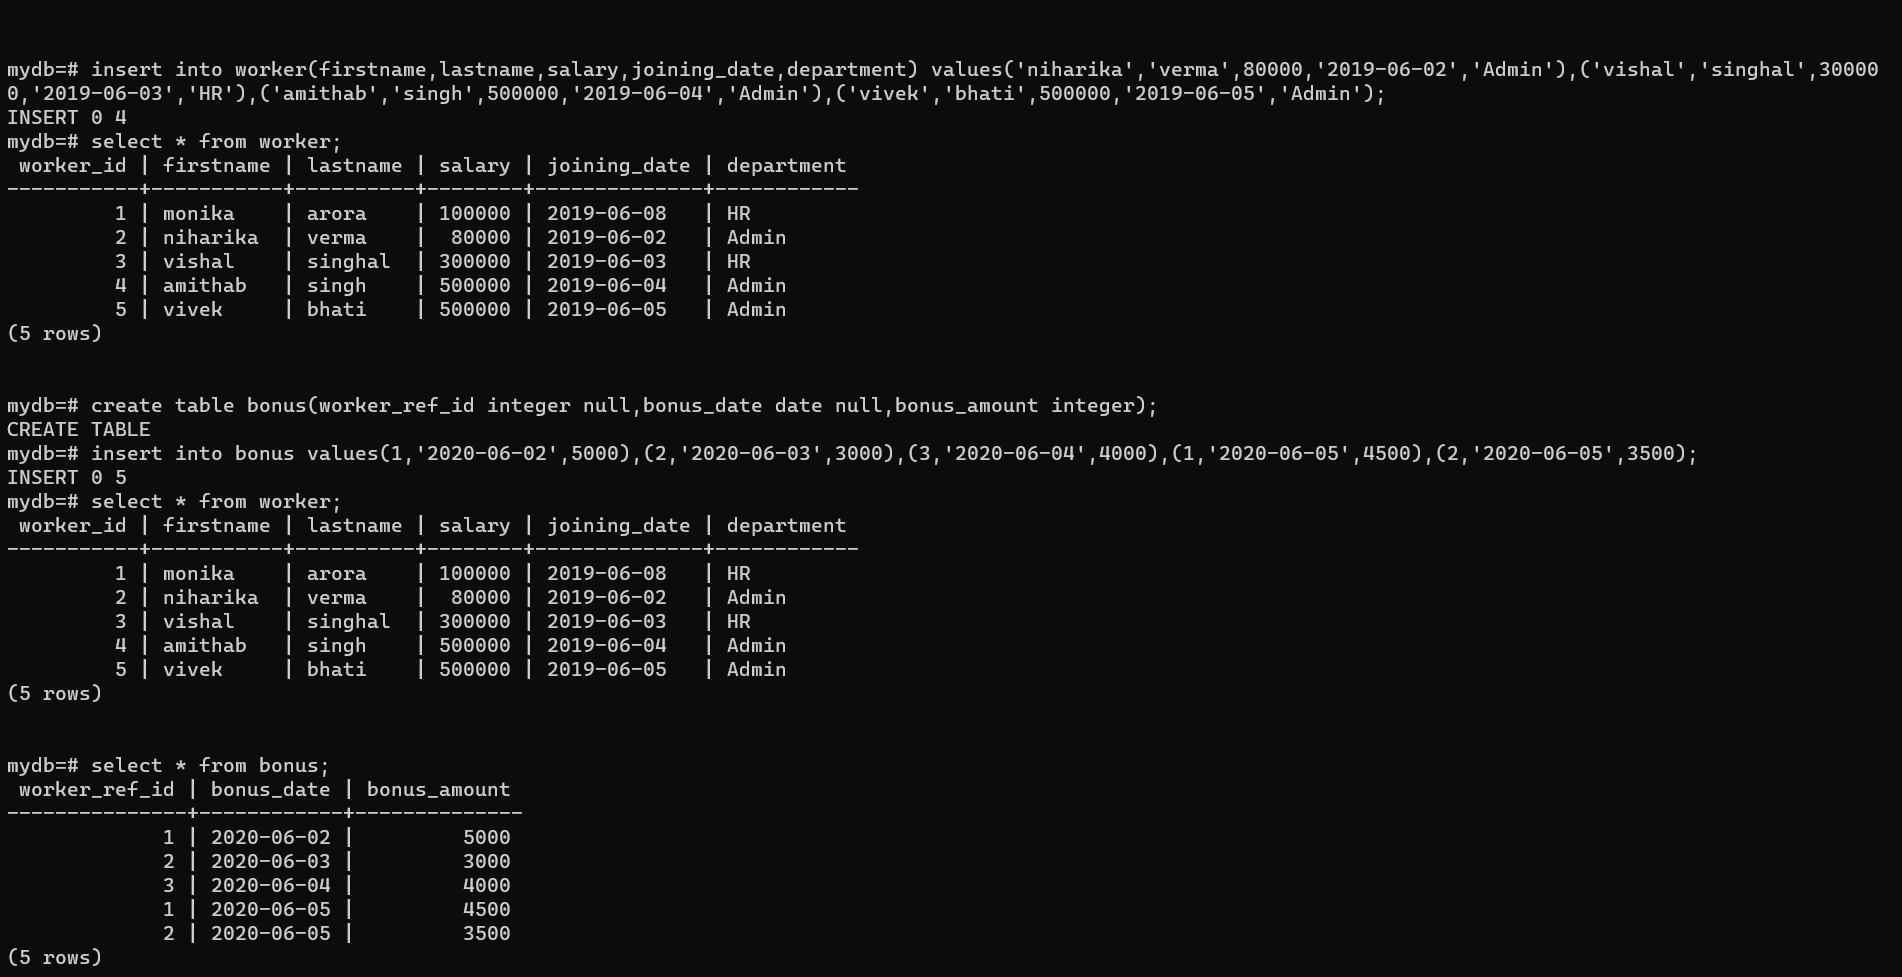 mydb=# insert into worker(firstname,lastname,salary,joining_date,department) values('niharika','verma',80000,'2019-06-02','Admin'),('vishal','singhal',30000
0,'2019-06-03','HR'),('amithab','singh',500000,'2019-06-04','Admin'),('vivek','bhati',500000,'2019-06-05','Admin');
INSERT 0 4
mydb=# select * from worker;
 worker_id | firstname | lastname | salary | joining_date | department
-----------+-----------+----------+--------+--------------+------------
         1 | monika    | arora    | 100000 | 2019-06-08   | HR
         2 | niharika  | verma    |  80000 | 2019-06-02   | Admin
         3 | vishal    | singhal  | 300000 | 2019-06-03   | HR
         4 | amithab   | singh    | 500000 | 2019-06-04   | Admin
         5 | vivek     | bhati    | 500000 | 2019-06-05   | Admin
(5 rows)
mydb=# create table bonus(worker_ref_id integer null,bonus_date date null,bonus_amount integer);
CREATE TABLE
mydb=# insert into bonus values(1,'2020-06-02',5000),(2,'2020-06-03',3000),(3,'2020-06-04',4000),(1,'2020-06-05',4500),(2,'2020-06-05',3500);
INSERT 0 5
mydb=# select * from worker;
 worker_id | firstname | lastname | salary | joining_date | department
-----------+-----------+----------+--------+--------------+------------
         1 | monika    | arora    | 100000 | 2019-06-08   | HR
         2 | niharika  | verma    |  80000 | 2019-06-02   | Admin
         3 | vishal    | singhal  | 300000 | 2019-06-03   | HR
         4 | amithab   | singh    | 500000 | 2019-06-04   | Admin
         5 | vivek     | bhati    | 500000 | 2019-06-05   | Admin
(5 rows)
mydb=# select * from bonus;
 worker_ref_id | bonus_date | bonus_amount
---------------+------------+--------------
             1 | 2020-06-02 |         5000
             2 | 2020-06-03 |         3000
             3 | 2020-06-04 |         4000
             1 | 2020-06-05 |         4500
             2 | 2020-06-05 |         3500
(5 rows)